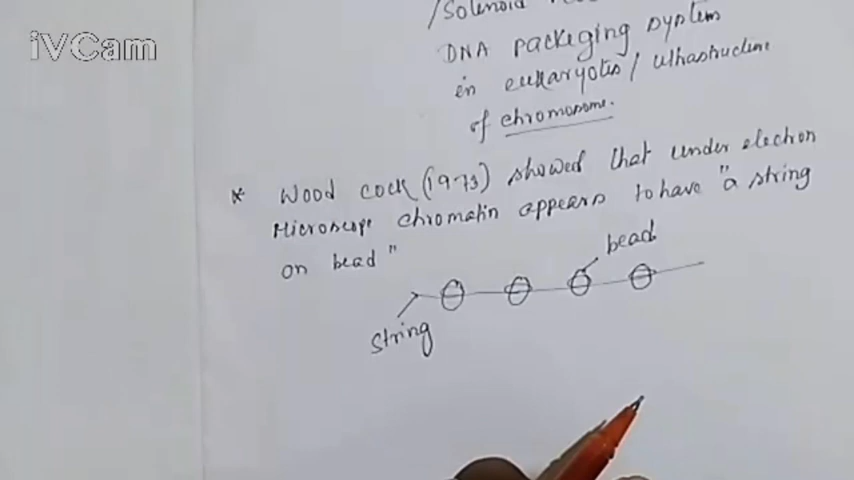 iVCam
/Solenoid
DNA packeging system
in eukaryotes/ ultrastructure
of chromosome.
* Wood cock (1973) showed that under electron
Microscope chromatin appears to have "a string
on bead"
bead
string